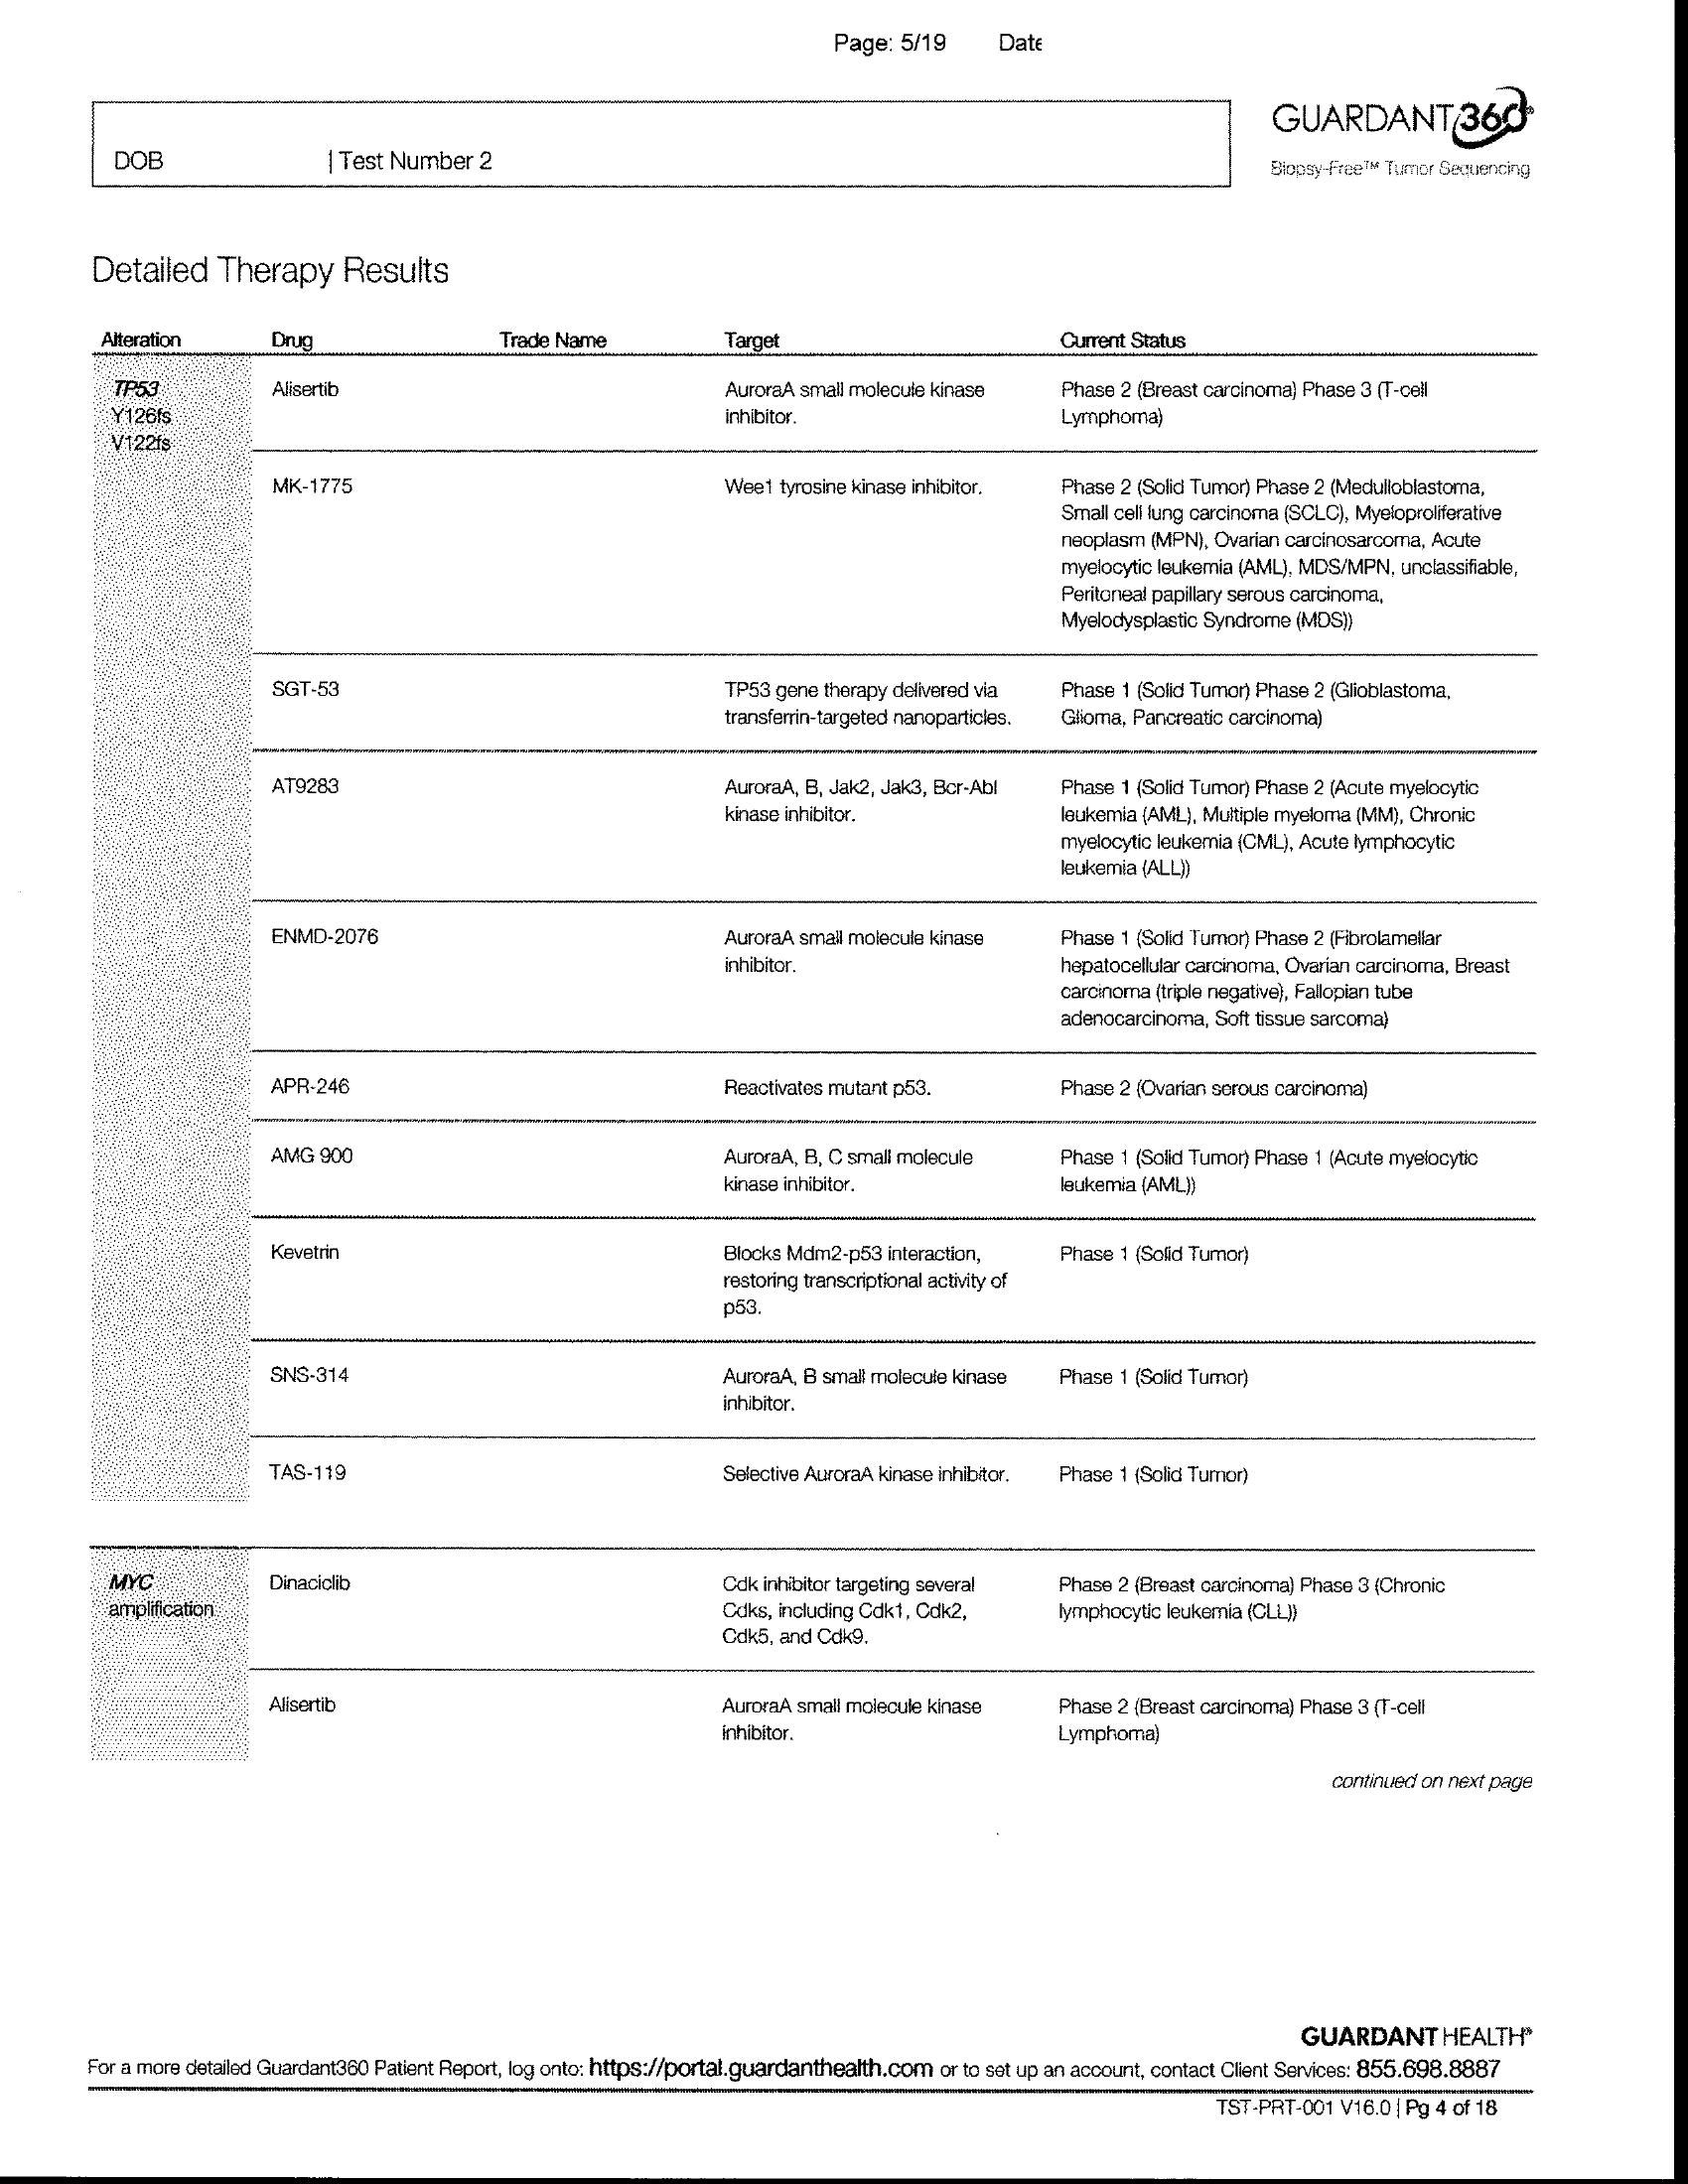 Page: 5/19 Date
GUARDANT360
DOB | Test Number 2
Biopsy-Free™ Tumor Sequencing
Detailed Therapy Results
Alteration Drug Trade Name Target Current Status
TP53 Alisertib AuroraA small molecule kinase Phase 2 (Breast carcinoma) Phase 3 (T-cell
Y126fs inhibitor. Lymphoma)
V122fs
MK-1775 Wee1 tyrosine kinase inhibitor. Phase 2 (Solid Tumor) Phase 2 (Medulloblastoma,
Small cell lung carcinoma (SCLC), Myeloproliferative
neoplasm (MPN), Ovarian carcinosarcoma, Acute
myelocytic leukemia (AML), MDS/MPN, unclassifiable,
Peritoneal papillary serous carcinoma,
Myelodysplastic Syndrome (MDS))
SGT-53 TP53 gene therapy delivered via Phase 1 (Solid Tumor) Phase 2 (Glioblastoma,
transferrin-targeted nanoparticles. Glioma, Pancreatic carcinoma)
AT9283 AuroraA, B, Jak2, Jak3, Bcr-Abl Phase 1 (Solid Tumor) Phase 2 (Acute myelocytic
kinase inhibitor. leukemia (AML), Multiple myeloma (MM), Chronic
myelocytic leukemia (CML), Acute lymphocytic
leukemia (ALL))
ENMD-2076 AuroraA small molecule kinase Phase 1 (Solid Tumor) Phase 2 (Fibrolamellar
inhibitor. hepatocellular carcinoma, Ovarian carcinoma, Breast
carcinoma (triple negative), Fallopian tube
adenocarcinoma, Soft tissue sarcoma)
APR-246 Reactivates mutant p53. Phase 2 (Ovarian serous carcinoma)
AMG 900 AuroraA, B, C small molecule Phase 1 (Solid Tumor) Phase 1 (Acute myelocytic
kinase inhibitor. leukemia (AML))
Kevetrin Blocks Mdm2-p53 interaction, Phase 1 (Solid Tumor)
restoring transcriptional activity of
p53.
SNS-314 AuroraA, B small molecule kinase Phase 1 (Solid Tumor)
inhibitor.
TAS-119 Selective AuroraA kinase inhibitor. Phase 1 (Solid Tumor)
MYC Dinaciclib Cdk inhibitor targeting several Phase 2 (Breast carcinoma) Phase 3 (Chronic
amplification Cdks, including Cdk1, Cdk2, lymphocytic leukemia (CLL))
Cdk5, and Cdk9.
Alisertib AuroraA small molecule kinase Phase 2 (Breast carcinoma) Phase 3 (T-cell
inhibitor. Lymphoma)
continued on next page
GUARDANT HEALTH®
For a more detailed Guardant360 Patient Report, log onto: https://portal.guardanthealth.com or to set up an account, contact Client Services: 855.698.8887
TST-PRT-001 V16.0 | Pg 4 of 18